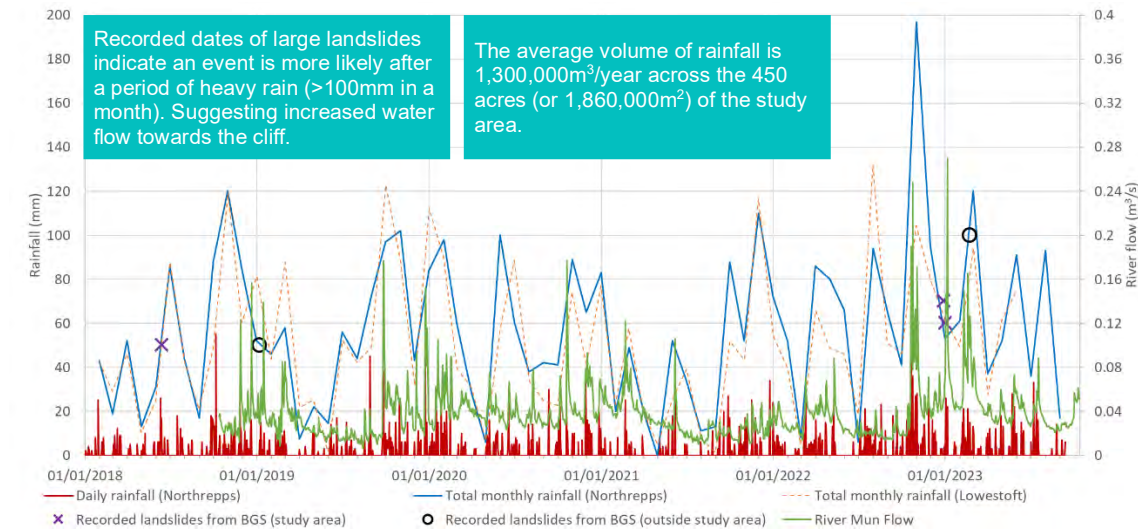 Recorded dates of large landslides
indicate an event is more likely after
a period of heavy rain (>100mm in a
month). Suggesting increased water
flow towards the cliff.
The average volume of rainfall is
1,300,000m³/year across the 450
acres (or 1,860,000m²) of the study
area.
Rainfall (mm)
200
180
160
140
120
100
80
60
40
20
0
River flow (m³/s)
0.4
0.36
0.32
0.28
0.24
0.2
0.16
0.12
0.08
0.04
0
01/01/2018 01/01/2019 01/01/2020 01/01/2021 01/01/2022 01/01/2023
Daily rainfall (Northrepps) Total monthly rainfall (Northrepps) Total monthly rainfall (Lowestoft)
Recorded landslides from BGS (study area) Recorded landslides from BGS (outside study area) River Mun Flow